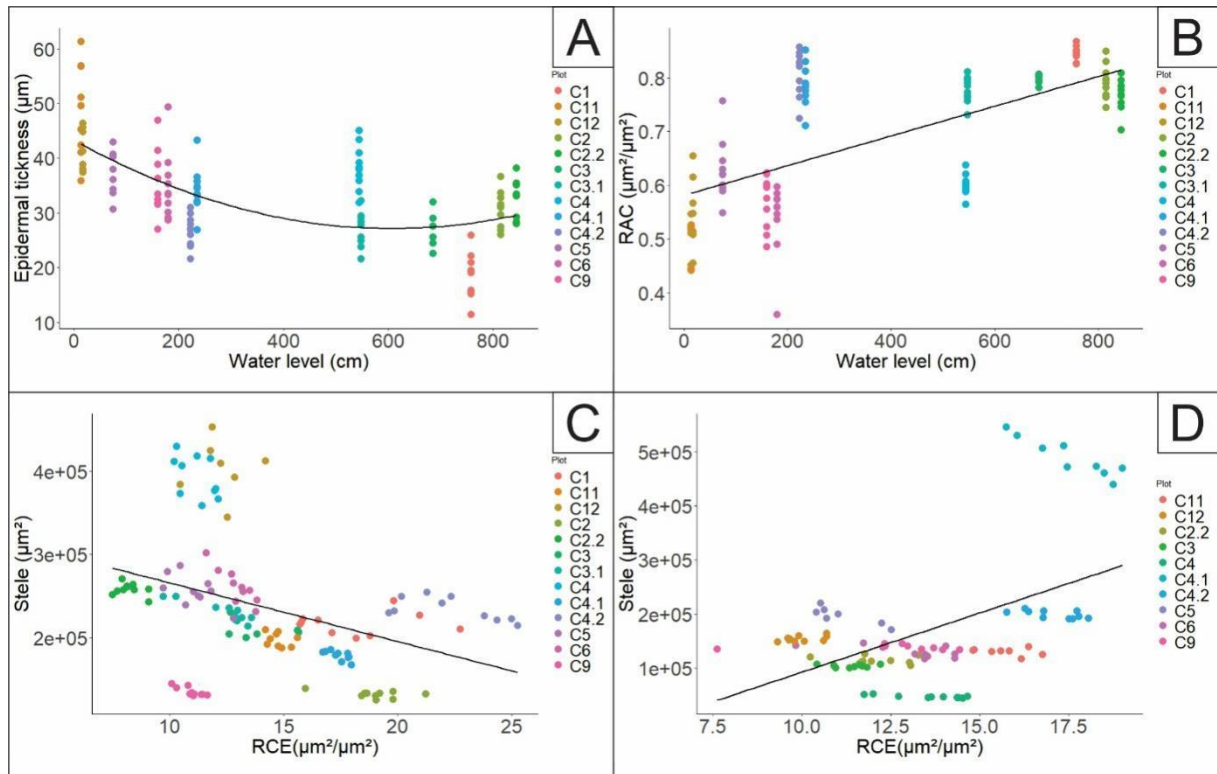 A
Epidermal tickness (µm)
60
50
40
30
20
10
0 200 400 600 800
Water level (cm)
Plot
C1
C11
C12
C2
C2.2
C3
C3.1
C4
C4.1
C4.2
C5
C6
C9
B
RAC (µm²/µm²)
0.8
0.7
0.6
0.5
0.4
0 200 400 600 800
Water level (cm)
Plot
C1
C11
C12
C2
C2.2
C3
C3.1
C4
C4.1
C4.2
C5
C6
C9
C
Stele (µm²)
4e+05
3e+05
2e+05
10 15 20 25
RCE(µm²/µm²)
Plot
C1
C11
C12
C2
C2.2
C3
C3.1
C4
C4.1
C4.2
C5
C6
C9
D
Stele (µm²)
5e+05
4e+05
3e+05
2e+05
1e+05
7.5 10.0 12.5 15.0 17.5
RCE(µm²/µm²)
Plot
C11
C12
C2.2
C3
C4
C4.1
C4.2
C5
C6
C9